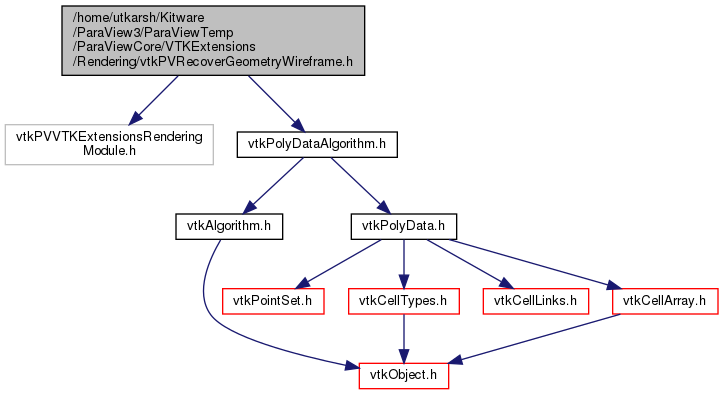 /home/utkarsh/Kitware
/ParaView3/ParaViewTemp
/ParaViewCore/VTKExtensions
/Rendering/vtkPVRecoverGeometryWireframe.h
vtkPVVTKExtensionsRendering
Module.h
vtkPolyDataAlgorithm.h
vtkAlgorithm.h
vtkPolyData.h
vtkPointSet.h
vtkCellTypes.h
vtkCellLinks.h
vtkCellArray.h
vtkObject.h